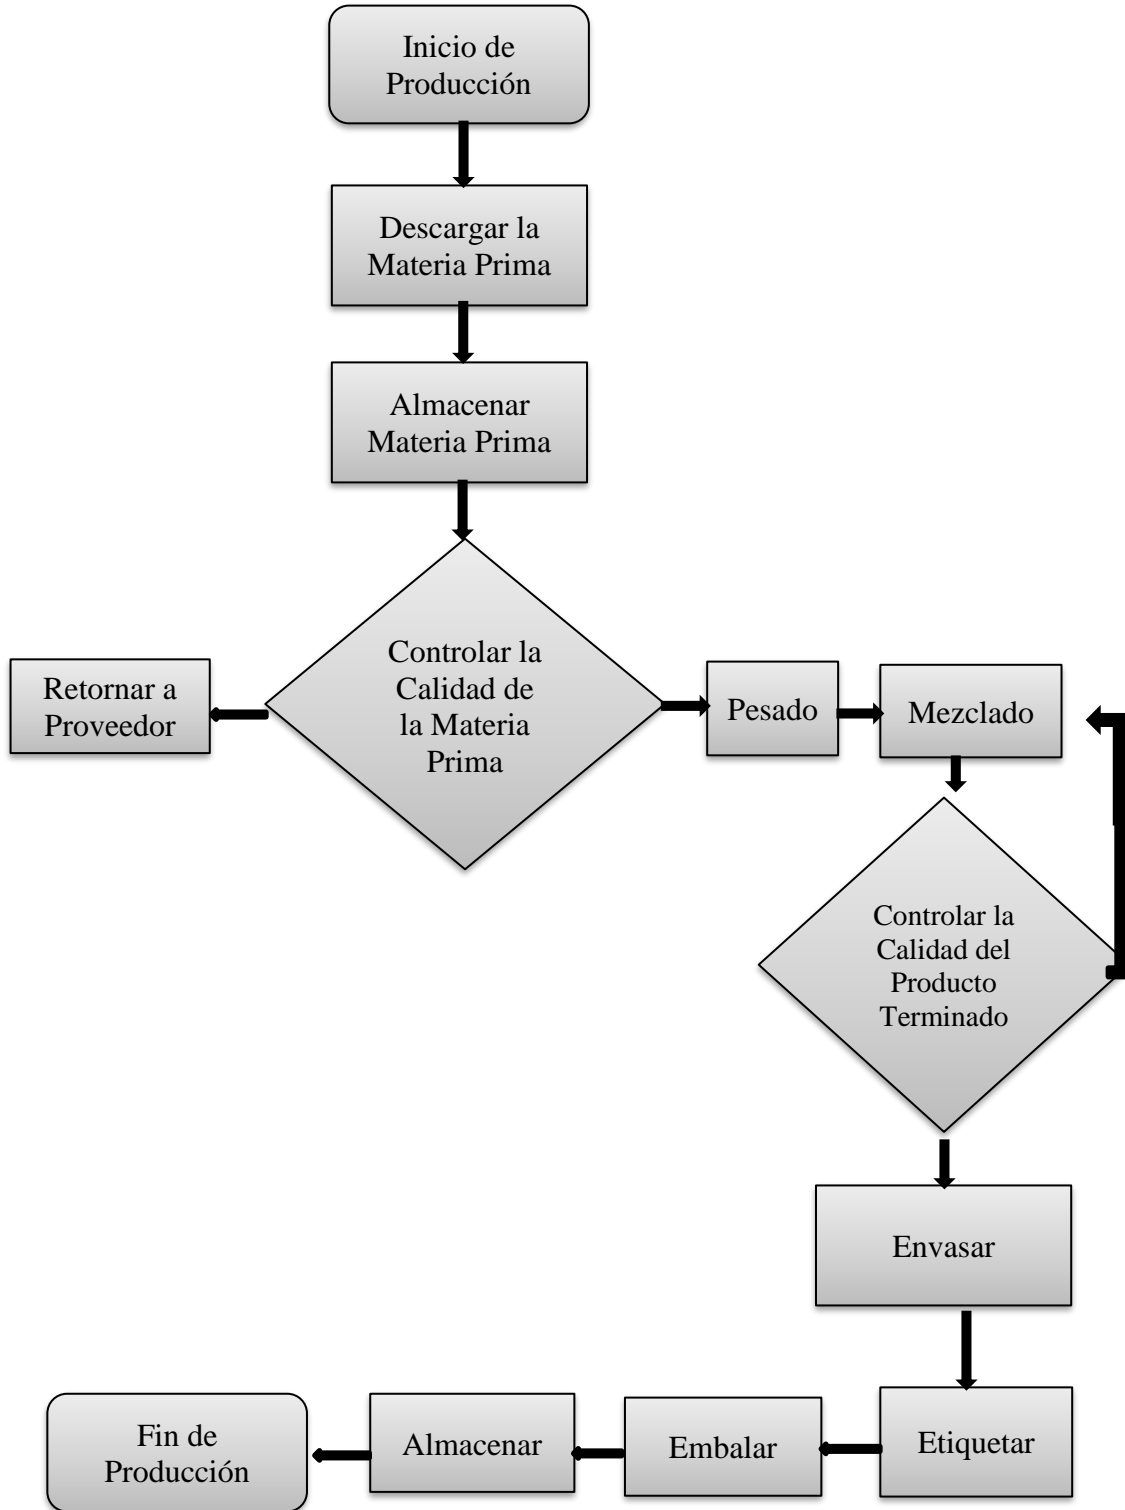 Inicio de
Producción
Descargar la
Materia Prima
Almacenar
Materia Prima
Controlar la
Calidad de
la Materia
Prima
Retornar a
Proveedor
Pesado
Mezclado
Controlar la
Calidad del
Producto
Terminado
Envasar
Etiquetar
Embalar
Almacenar
Fin de
Producción